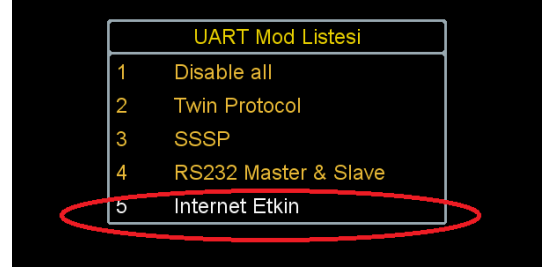 UART Mod Listesi
1 Disable all
2 Twin Protocol
3 SSSP
4 RS232 Master & Slave
5 Internet Etkin